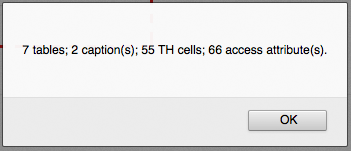 7 tables; 2 caption(s); 55 TH cells; 66 access attribute(s).
OK